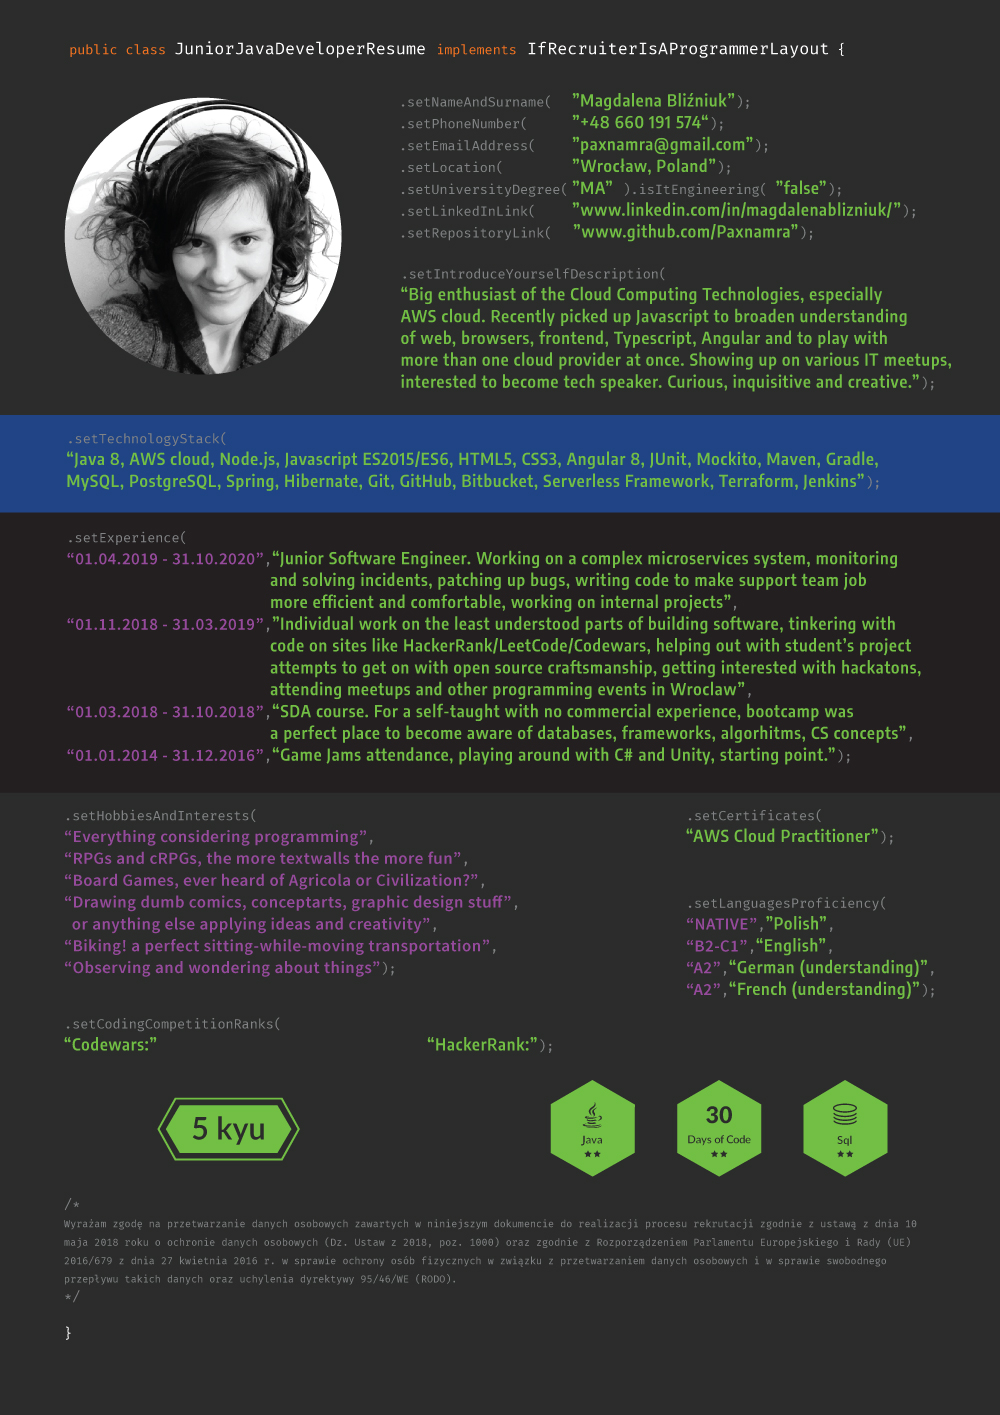 public class JuniorJavaDeveloperResume implements IfRecruiterIsAProgrammerLayout {
.setNameAndSurname( ”Magdalena Bliźniuk”);
.setPhoneNumber( ”+48 660 191 574“);
.setEmailAddress( ”paxnamra@gmail.com”);
.setLocation( ”Wrocław, Poland”);
.setUniversityDegree( ”MA” ).isItEngineering( ”false”);
.setLinkedInLink( ”www.linkedin.com/in/magdalenablizniuk/”);
.setRepositoryLink( ”www.github.com/Paxnamra”);
.setIntroduceYourselfDescription(
“Big enthusiast of the Cloud Computing Technologies, especially
AWS cloud. Recently picked up Javascript to broaden understanding
of web, browsers, frontend, Typescript, Angular and to play with
more than one cloud provider at once. Showing up on various IT meetups,
interested to become tech speaker. Curious, inquisitive and creative.”);
.setTechnologyStack(
“Java 8, AWS cloud, Node.js, Javascript ES2015/ES6, HTML5, CSS3, Angular 8, JUnit, Mockito, Maven, Gradle,
MySQL, PostgreSQL, Spring, Hibernate, Git, GitHub, Bitbucket, Serverless Framework, Terraform, Jenkins”);
.setExperience(
“01.04.2019 - 31.10.2020”,“Junior Software Engineer. Working on a complex microservices system, monitoring
and solving incidents, patching up bugs, writing code to make support team job
more efficient and comfortable, working on internal projects”,
“01.11.2018 - 31.03.2019”,”Individual work on the least understood parts of building software, tinkering with
code on sites like HackerRank/LeetCode/Codewars, helping out with student’s project
attempts to get on with open source craftsmanship, getting interested with hackatons,
attending meetups and other programming events in Wroclaw”,
“01.03.2018 - 31.10.2018”,“SDA course. For a self-taught with no commercial experience, bootcamp was
a perfect place to become aware of databases, frameworks, algorhitms, CS concepts”,
“01.01.2014 - 31.12.2016”,“Game Jams attendance, playing around with C# and Unity, starting point.”);
.setHobbiesAndInterests(
“Everything considering programming”,
“RPGs and cRPGs, the more textwalls the more fun”,
“Board Games, ever heard of Agricola or Civilization?”,
“Drawing dumb comics, conceptarts, graphic design stuff”,
or anything else applying ideas and creativity”,
“Biking! a perfect sitting-while-moving transportation”,
“Observing and wondering about things”);
.setCertificates(
“AWS Cloud Practitioner”);
.setLanguagesProficiency(
“NATIVE”,”Polish”,
“B2-C1”,“English”,
“A2”,“German (understanding)”,
“A2”,“French (understanding)”);
.setCodingCompetitionRanks(
“Codewars:” “HackerRank:”);
5 kyu
Java
30
Days of Code
Sql
/*
Wyrażam zgodę na przetwarzanie danych osobowych zawartych w niniejszym dokumencie do realizacji procesu rekrutacji zgodnie z ustawą z dnia 10
maja 2018 roku o ochronie danych osobowych (Dz. Ustaw z 2018, poz. 1000) oraz zgodnie z Rozporządzeniem Parlamentu Europejskiego i Rady (UE)
2016/679 z dnia 27 kwietnia 2016 r. w sprawie ochrony osób fizycznych w związku z przetwarzaniem danych osobowych i w sprawie swobodnego
przepływu takich danych oraz uchylenia dyrektywy 95/46/WE (RODO).
*/
}